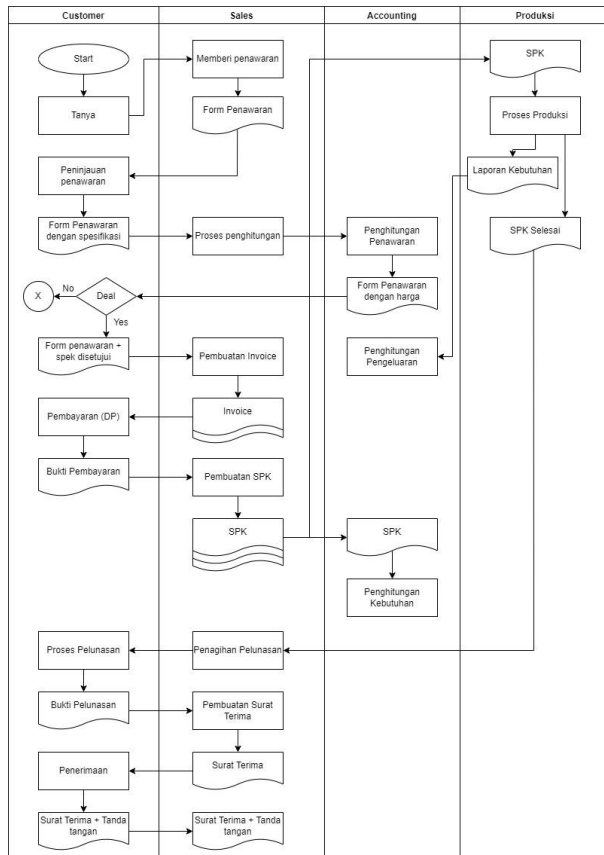 Customer
Sales
Accounting
Produksi
Start
Memberi penawaran
SPK
Tanya
Form Penawaran
Proses Produksi
Peninjauan
penawaran
Laporan Kebutuhan
Form Penawaran
dengan spesifikasi
Proses penghitungan
Penghitungan
Penawaran
SPK Selesai
X
No
Deal
Form Penawaran
dengan harga
Yes
Form penawaran +
spek disetujui
Pembuatan Invoice
Penghitungan
Pengeluaran
Pembayaran (DP)
Invoice
Bukti Pembayaran
Pembuatan SPK
SPK
SPK
Penghitungan
Kebutuhan
Proses Pelunasan
Penagihan Pelunasan
Bukti Pelunasan
Pembuatan Surat
Terima
Penerimaan
Surat Terima
Surat Terima + Tanda
tangan
Surat Terima + Tanda
tangan